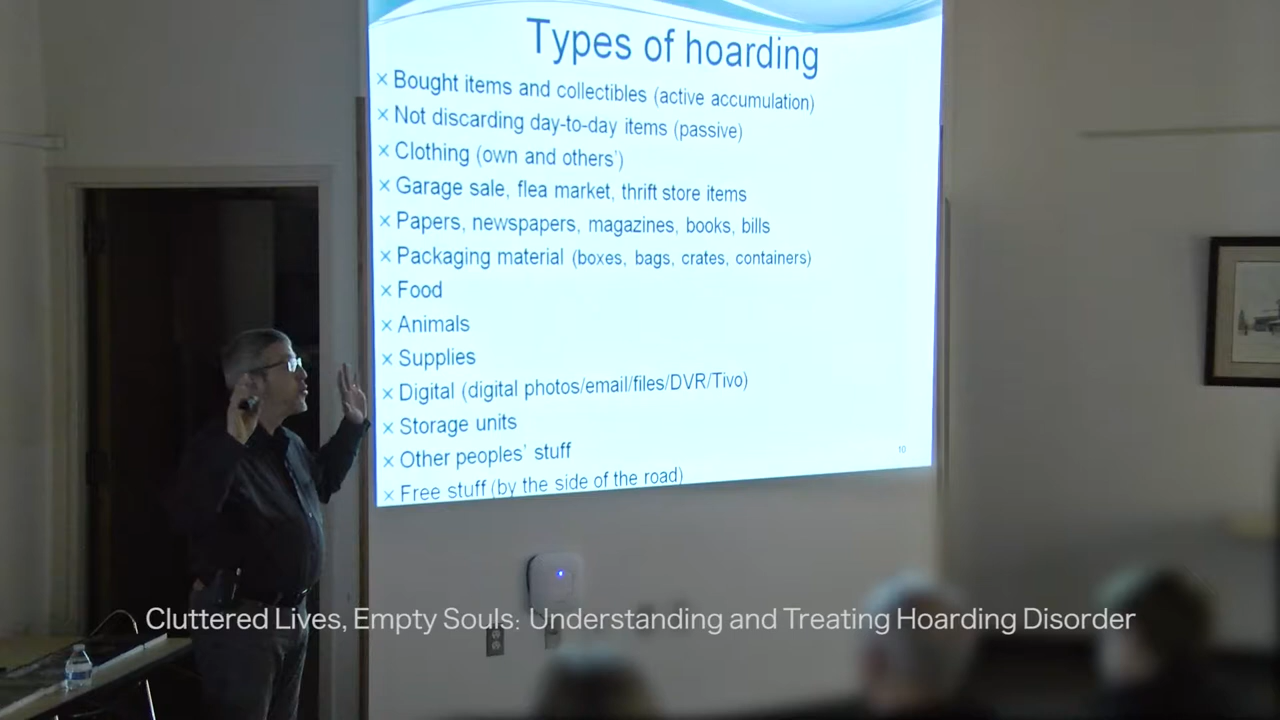 Types of hoarding
× Bought items and collectibles (active accumulation)
× Not discarding day-to-day items (passive)
× Clothing (own and others’)
× Garage sale, flea market, thrift store items
× Papers, newspapers, magazines, books, bills
× Packaging material (boxes, bags, crates, containers)
× Food
× Animals
× Supplies
× Digital (digital photos/email/files/DVR/Tivo)
× Storage units
× Other peoples’ stuff
× Free stuff (by the side of the road)
10
Cluttered Lives, Empty Souls: Understanding and Treating Hoarding Disorder